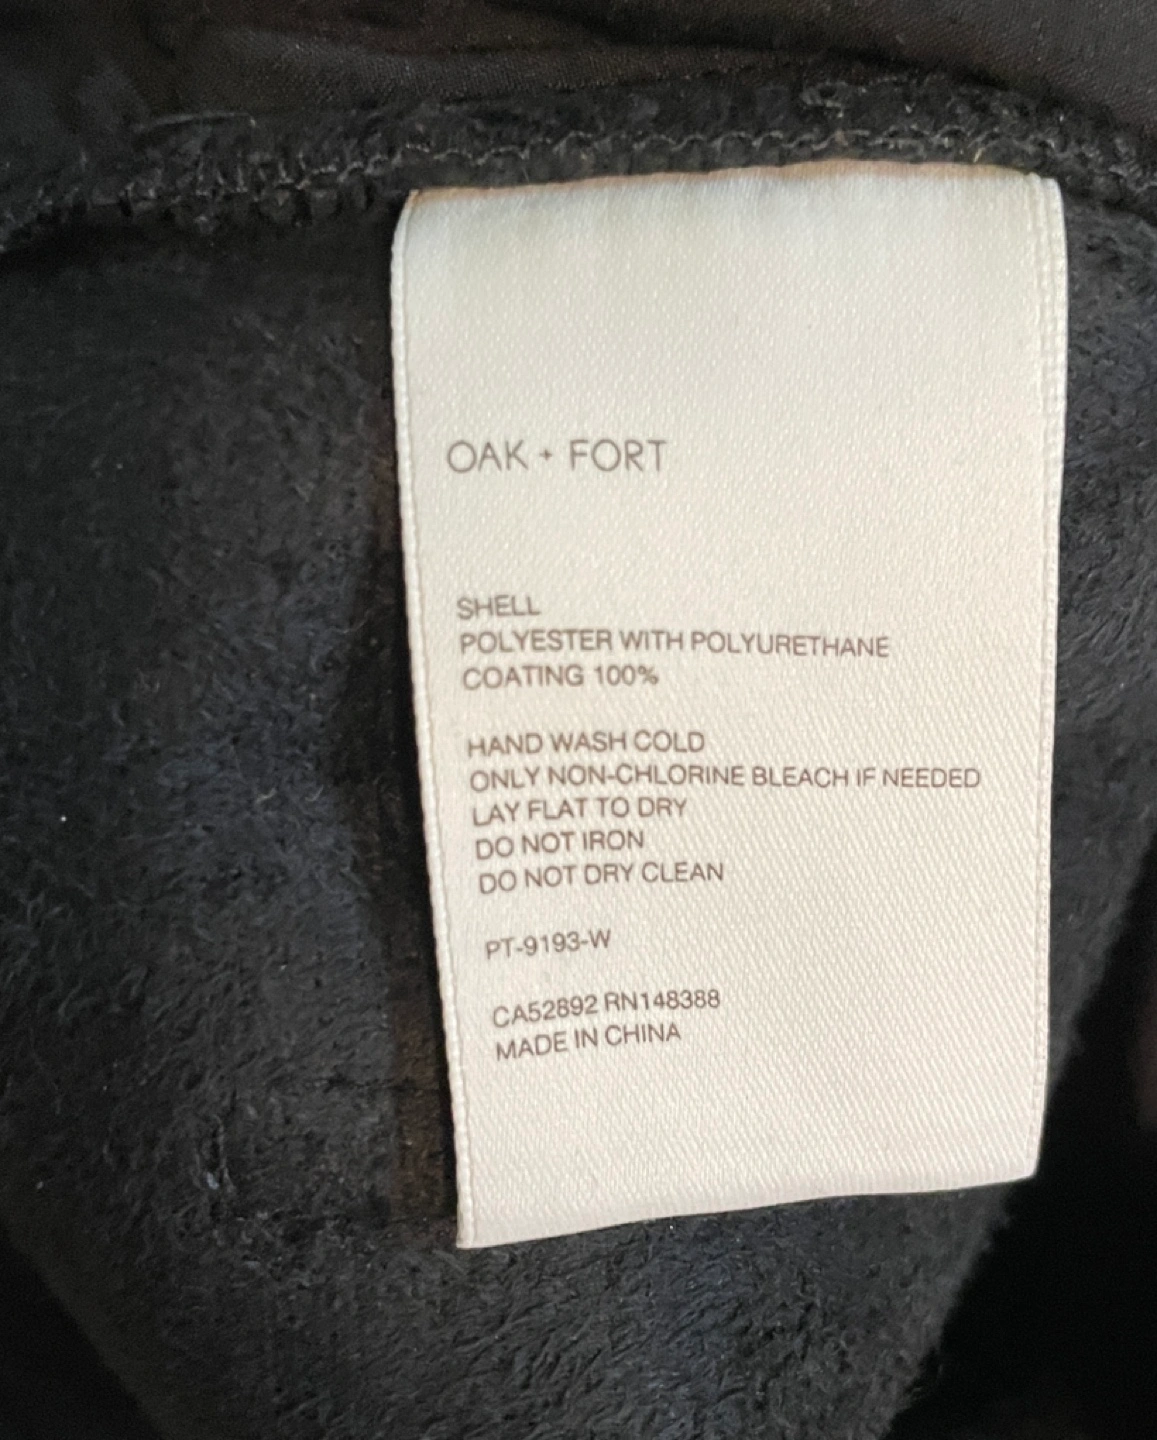 OAK + FORT
SHELL
POLYESTER WITH POLYURETHANE
COATING 100%
HAND WASH COLD
ONLY NON-CHLORINE BLEACH IF NEEDED
LAY FLAT TO DRY
DO NOT IRON
DO NOT DRY CLEAN
PT-9193-W
CA52892 RN148388
MADE IN CHINA